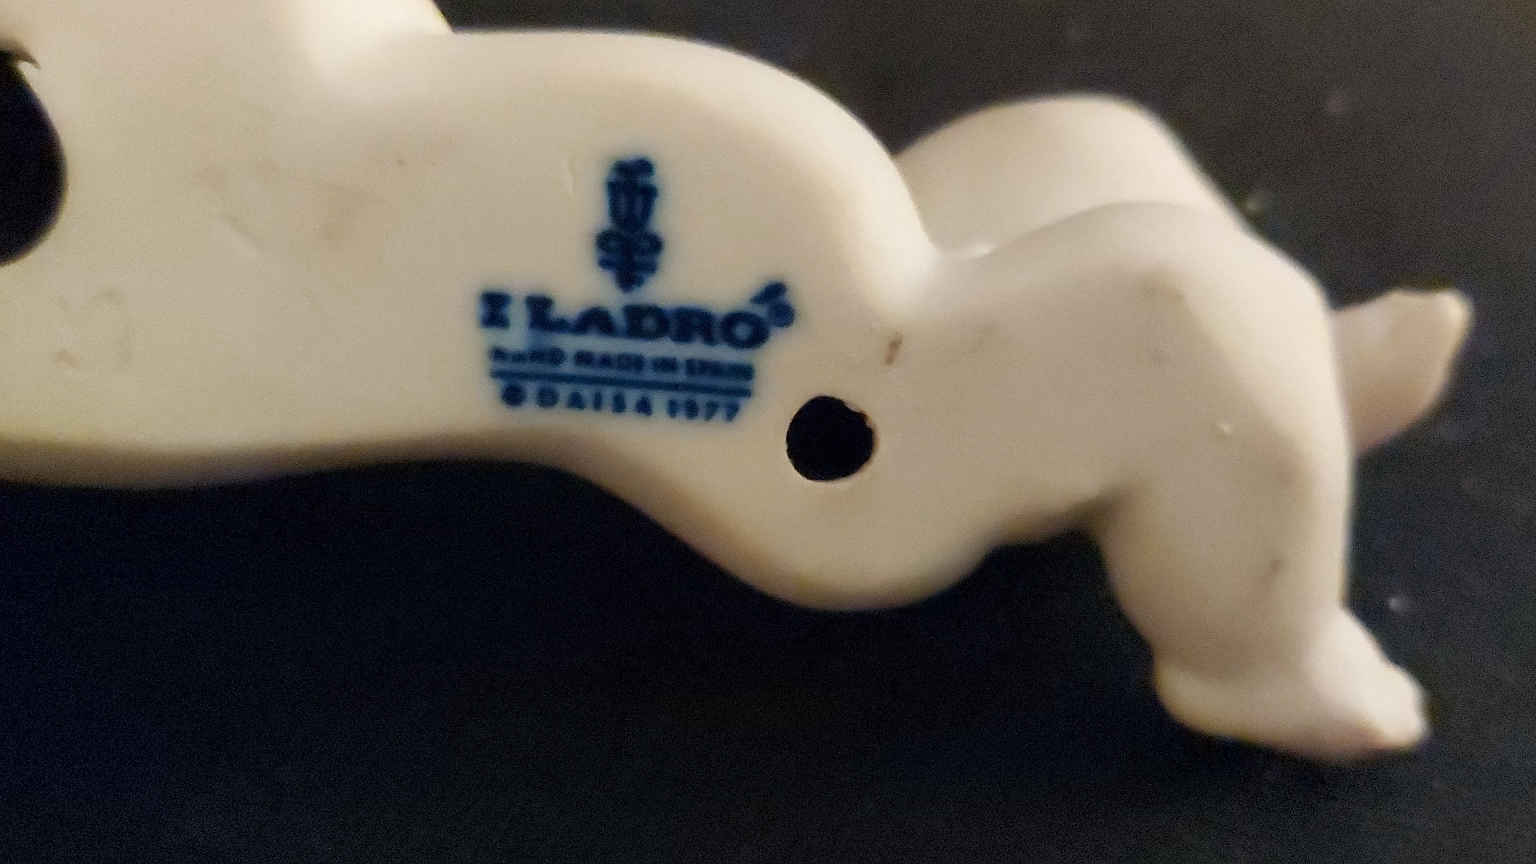 LLADRÓ
HAND MADE IN SPAIN
© DAISA 1977